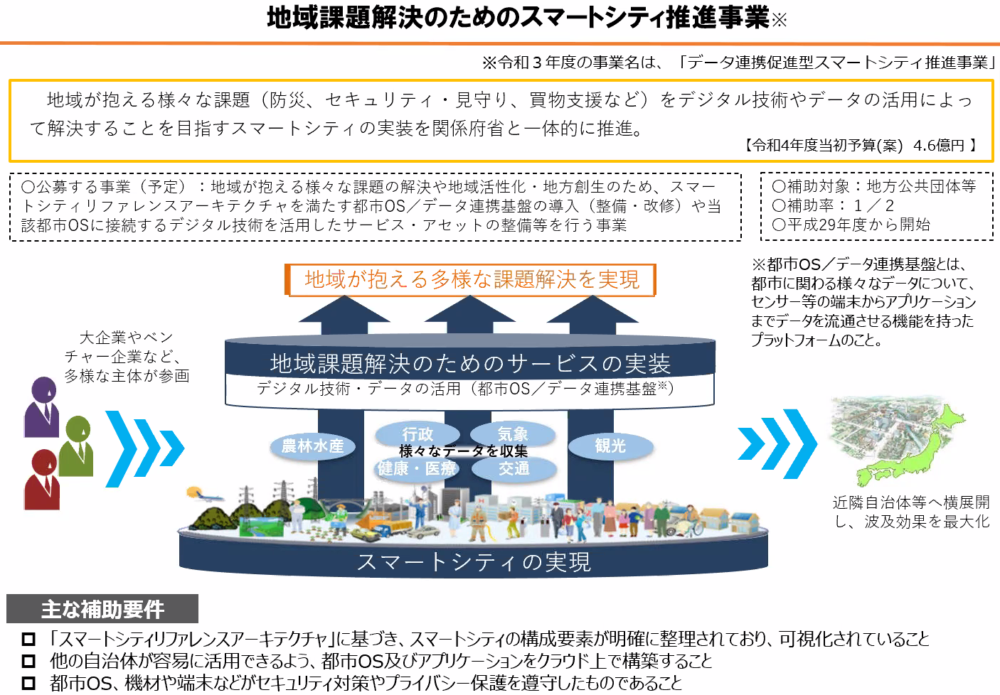 地域課題解決のためのスマートシティ推進事業※
※令和３年度の事業名は、「データ連携促進型スマートシティ推進事業」
地域が抱える様々な課題（防災、セキュリティ・見守り、買物支援など）をデジタル技術やデータの活用によっ
て解決することを目指すスマートシティの実装を関係府省と一体的に推進。
【令和4年度当初予算(案) 4.6億円 】
〇公募する事業（予定）：地域が抱える様々な課題の解決や地域活性化・地方創生のため、スマー
トシティリファレンスアーキテクチャを満たす都市OS／データ連携基盤の導入（整備・改修）や当
該都市OSに接続するデジタル技術を活用したサービス・アセットの整備等を行う事業
〇補助対象：地方公共団体等
〇補助率：１／２
〇平成29年度から開始
※都市OS／データ連携基盤とは、
都市に関わる様々なデータについて、
センサー等の端末からアプリケーション
までデータを流通させる機能を持った
プラットフォームのこと。
地域が抱える多様な課題解決を実現
大企業やベン
チャー企業など、
多様な主体が参画
地域課題解決のためのサービスの実装
デジタル技術・データの活用（都市OS／データ連携基盤※）
農林水産
行政
気象
観光
様々なデータを収集
健康・医療
交通
近隣自治体等へ横展開
し、波及効果を最大化
スマートシティの実現
主な補助要件
「スマートシティリファレンスアーキテクチャ」に基づき、スマートシティの構成要素が明確に整理されており、可視化されていること
他の自治体が容易に活用できるよう、都市OS及びアプリケーションをクラウド上で構築すること
都市OS、機材や端末などがセキュリティ対策やプライバシー保護を遵守したものであること